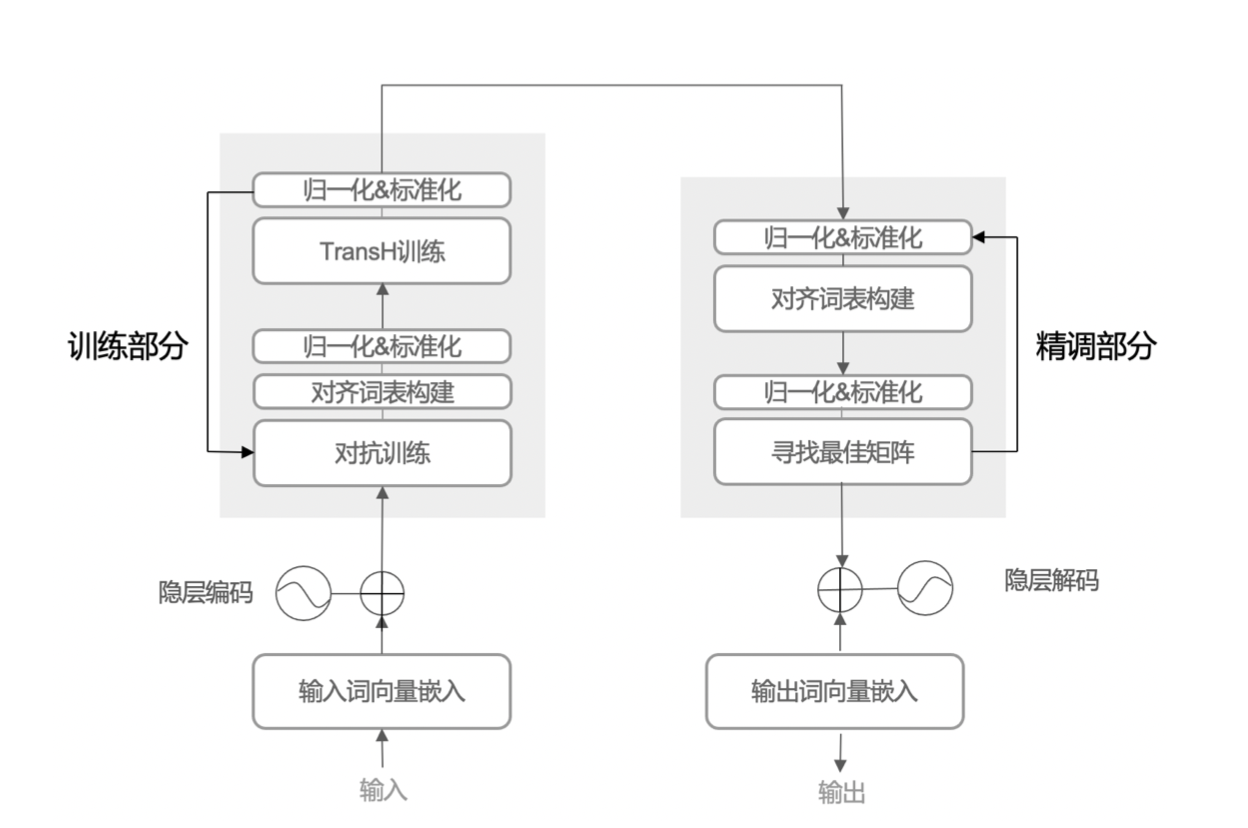 归一化&标准化
TransH训练
归一化&标准化
对齐词表构建
对抗训练
训练部分
隐层编码
输入词向量嵌入
输入
归一化&标准化
对齐词表构建
归一化&标准化
寻找最佳矩阵
精调部分
隐层解码
输出词向量嵌入
输出